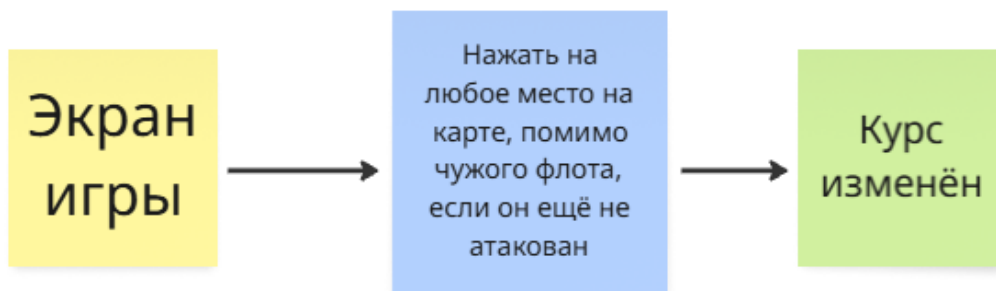 Экран
игры
Нажать на
любое место на
карте, помимо
чужого флота,
если он ещё не
атакован
Курс
изменён